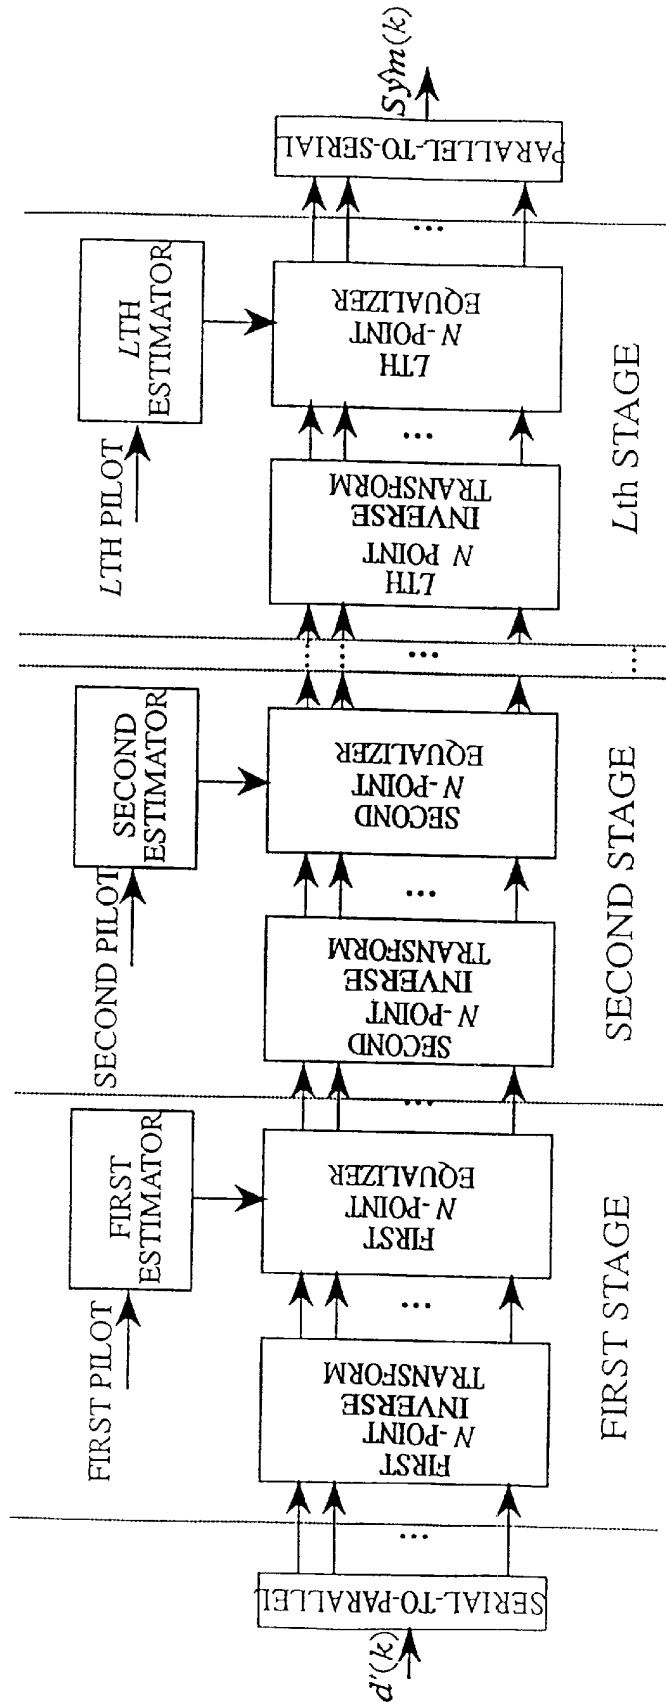 d'(k)
SERIAL-TO-PARALLEL
...
FIRST
N-POINT
INVERSE
TRANSFORM
...
FIRST PILOT
FIRST
ESTIMATOR
FIRST
N-POINT
EQUALIZER
...
FIRST STAGE
SECOND
N-POINT
INVERSE
TRANSFORM
...
SECOND PILOT
SECOND
ESTIMATOR
SECOND
N-POINT
EQUALIZER
...
...
...
SECOND STAGE
...
LTH
N POINT
INVERSE
TRANSFORM
...
LTH PILOT
LTH
ESTIMATOR
LTH
N-POINT
EQUALIZER
...
Lth STAGE
PARALLEL-TO-SERIAL
Sŷm(k)